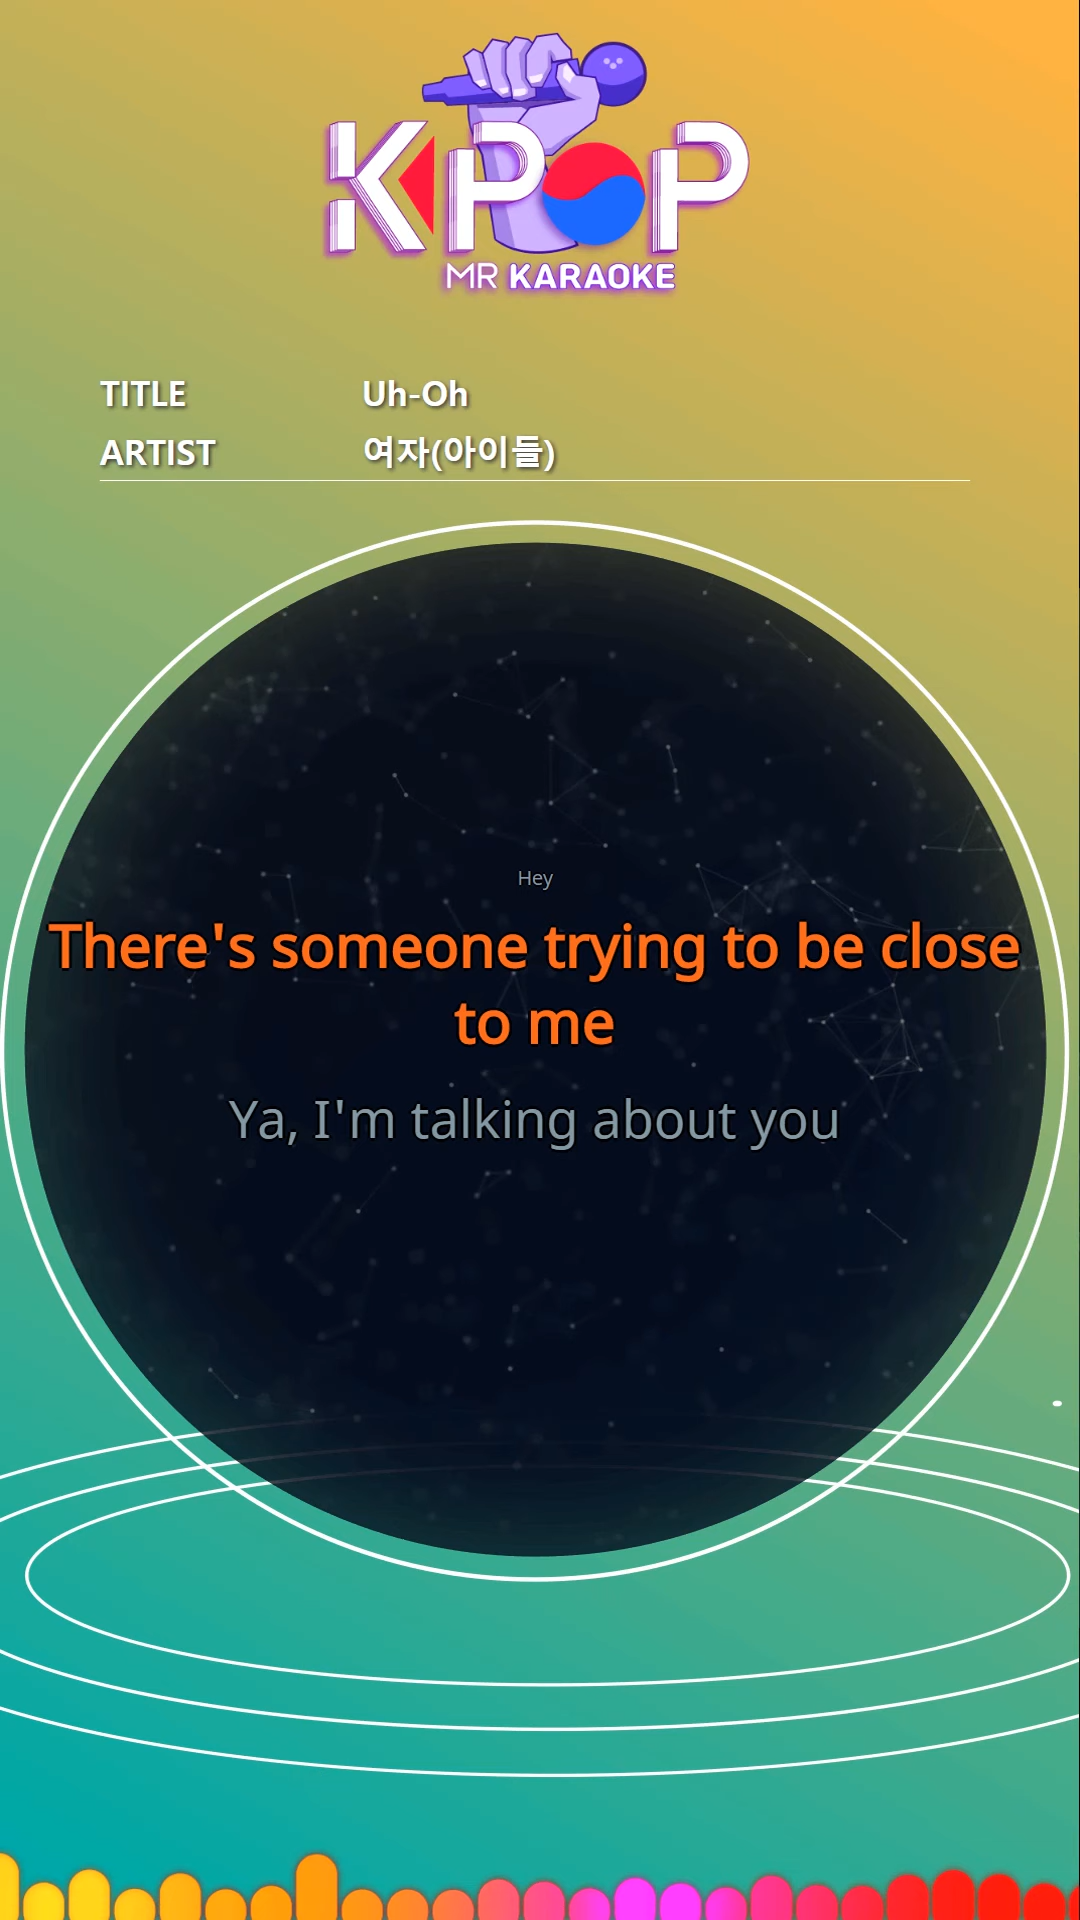 KPOP
MR KARAOKE
TITLE Uh-Oh
ARTIST 여자(아이들)
Hey
There's someone trying to be close
to me
Ya, I'm talking about you